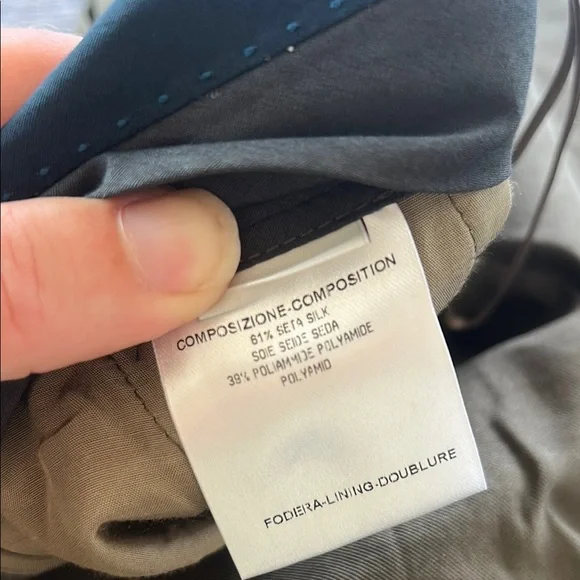 COMPOSIZIONE-COMPOSITION
61% SETA SILK
SOIE SEIDE SEDA
39% POLIAMMIDE POLYAMIDE
POLYAMID
FODERA-LINING-DOUBLURE